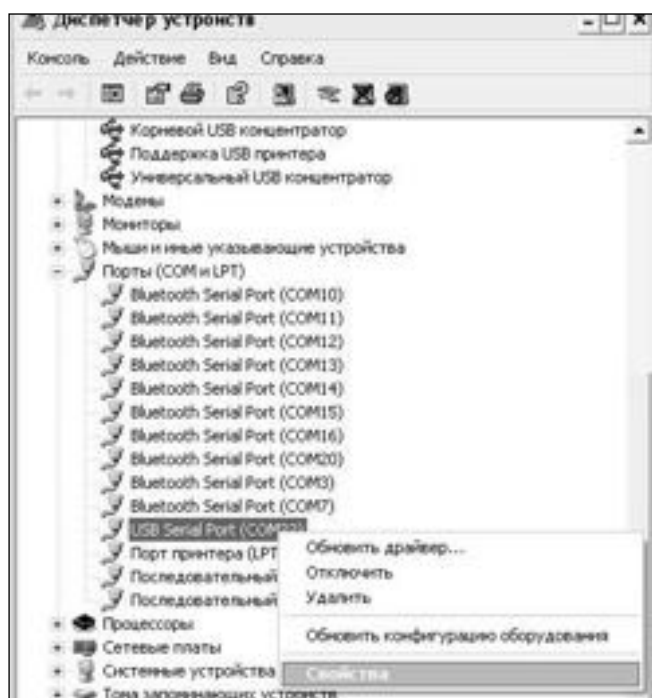 Диспетчер устройств
Консоль Действие Вид Справка
Корневой USB концентратор
Поддержка USB принтера
Универсальный USB концентратор
Модемы
Мониторы
Мыши и иные указывающие устройства
Порты (COM и LPT)
Bluetooth Serial Port (COM10)
Bluetooth Serial Port (COM11)
Bluetooth Serial Port (COM12)
Bluetooth Serial Port (COM13)
Bluetooth Serial Port (COM14)
Bluetooth Serial Port (COM15)
Bluetooth Serial Port (COM16)
Bluetooth Serial Port (COM20)
Bluetooth Serial Port (COM3)
Bluetooth Serial Port (COM7)
USB Serial Port
Порт принтера (LPT
Последовательный
Последовательный
Процессоры
Сетевые платы
Системные устройства
Тома запоминающих устройств
Обновить драйвер...
Отключить
Удалить
Обновить конфигурацию оборудования
Свойства